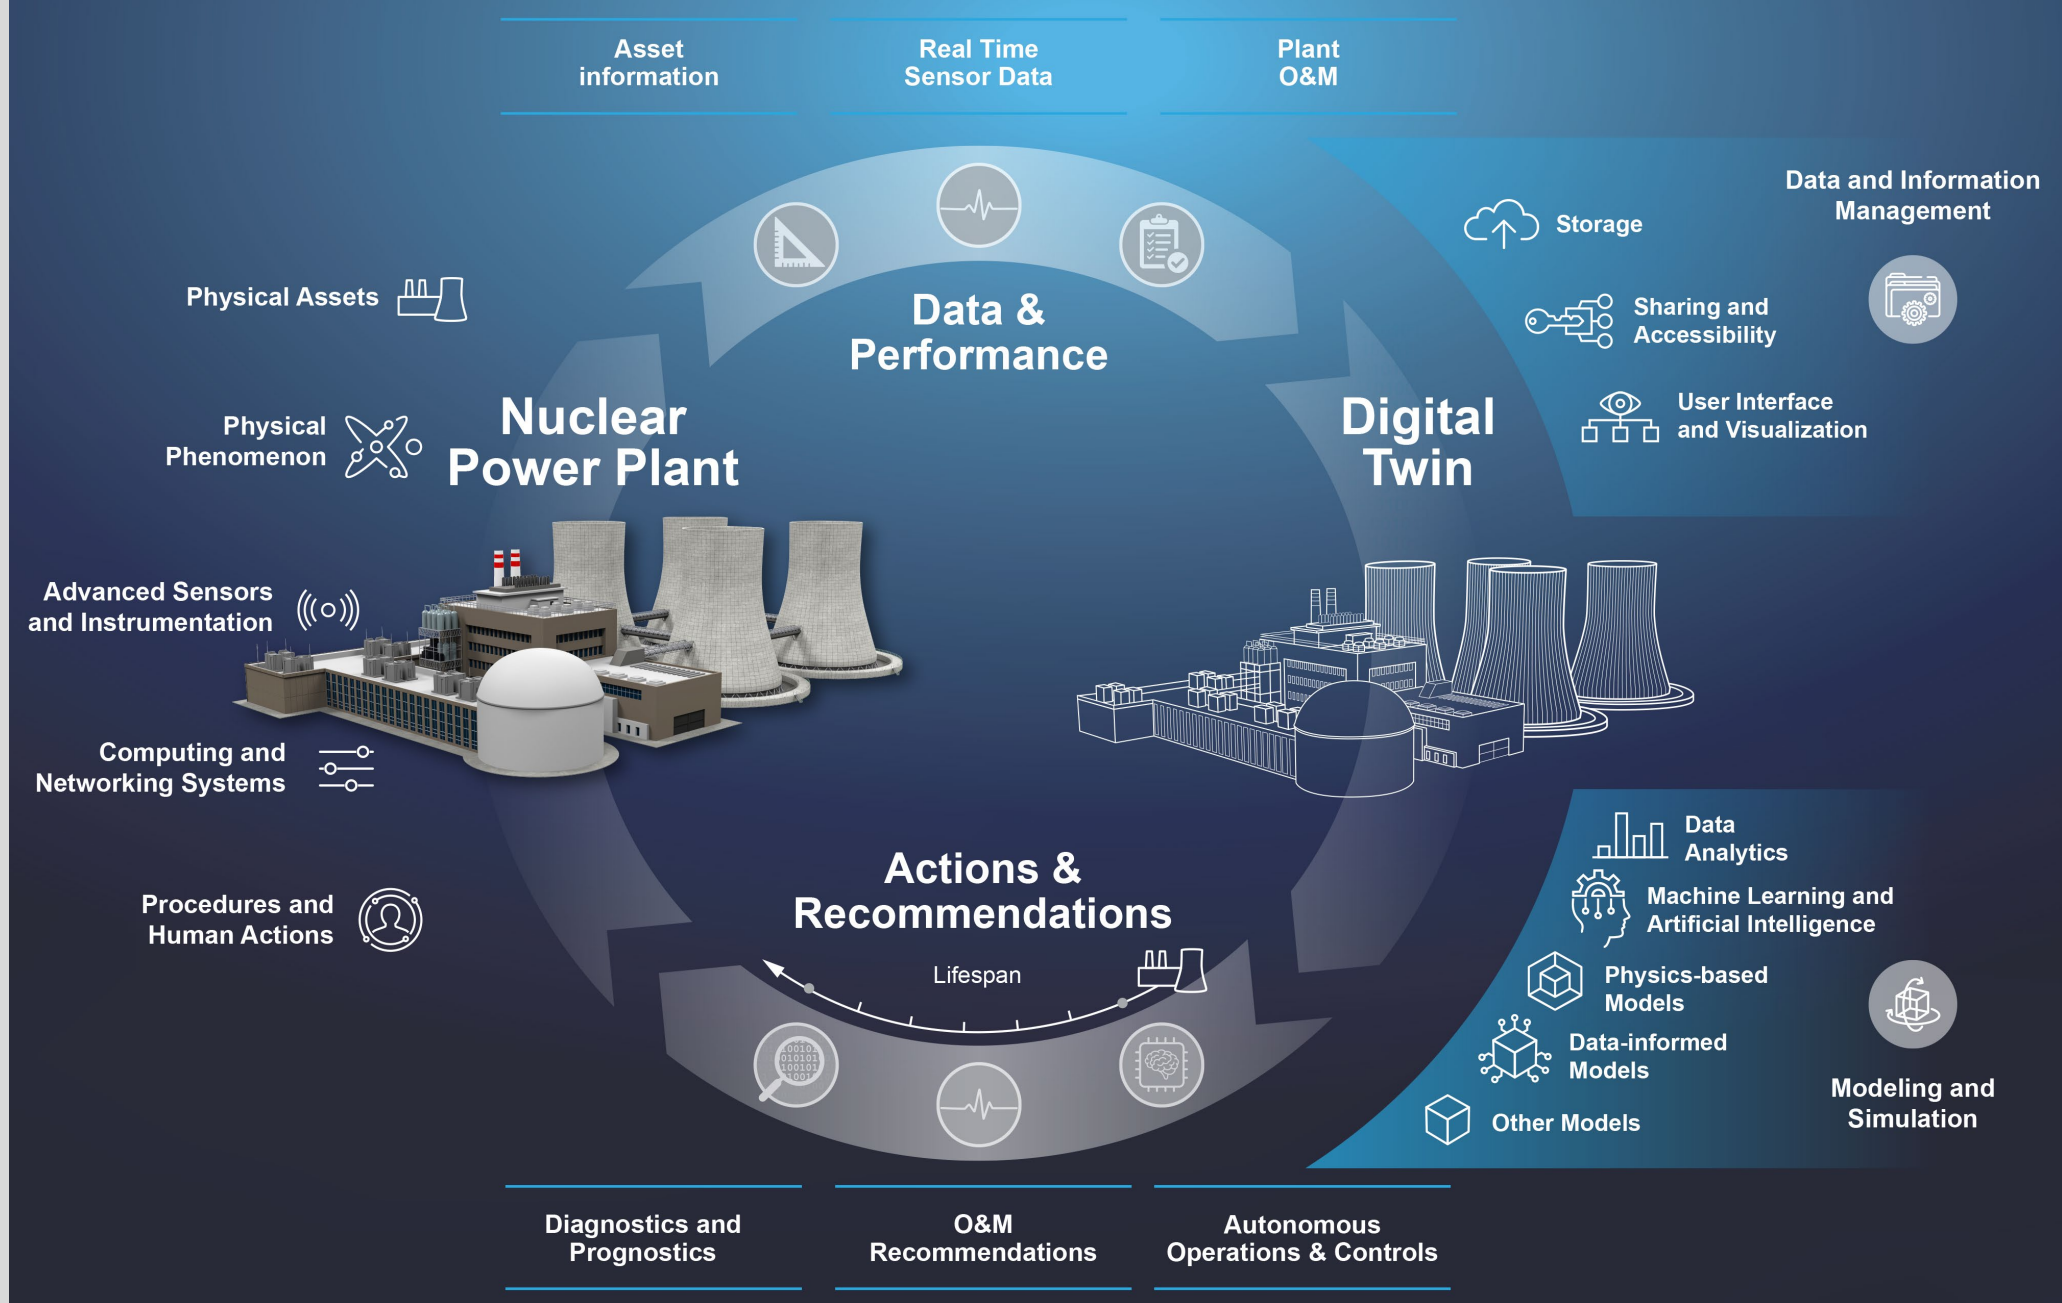 Asset
information
Real Time
Sensor Data
Plant
O&M
Data &
Performance
Nuclear
Power Plant
Physical Assets
Physical
Phenomenon
Advanced Sensors
and Instrumentation
Computing and
Networking Systems
Procedures and
Human Actions
Digital
Twin
Data and Information
Management
Storage
Sharing and
Accessibility
User Interface
and Visualization
Data
Analytics
Machine Learning and
Artificial Intelligence
Physics-based
Models
Data-informed
Models
Other Models
Modeling and
Simulation
Actions &
Recommendations
Lifespan
Diagnostics and
Prognostics
O&M
Recommendations
Autonomous
Operations & Controls